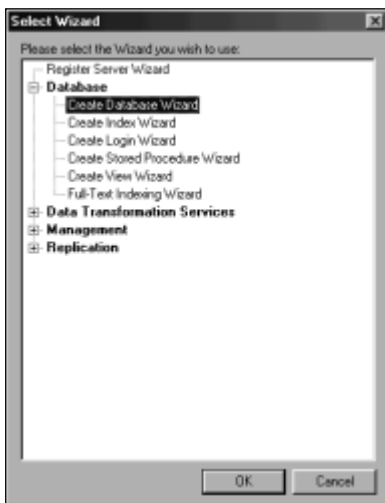 Select Wizard
Please select the Wizard you wish to use:
Register Server Wizard
Database
Create Database Wizard
Create Index Wizard
Create Login Wizard
Create Stored Procedure Wizard
Create View Wizard
Full-Text Indexing Wizard
Data Transformation Services
Management
Replication
OK Cancel